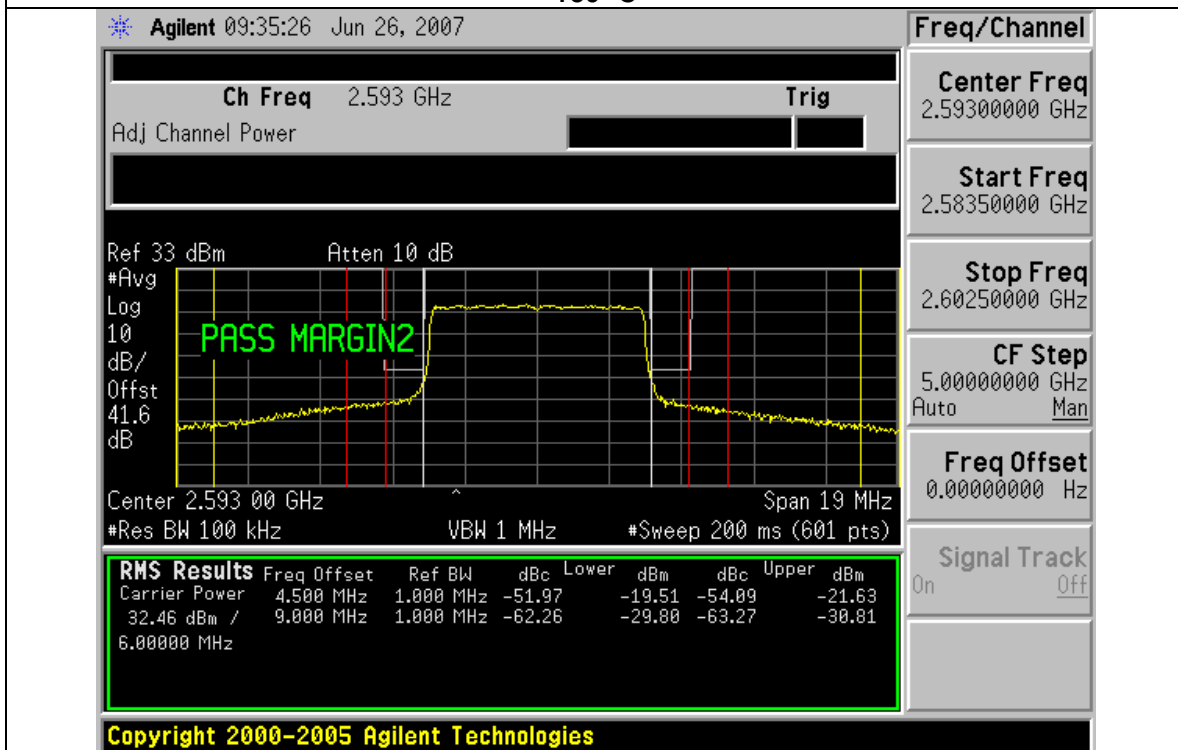 Agilent 09:35:26 Jun 26, 2007
Freq/Channel
Ch Freq 2.593 GHz Trig
Adj Channel Power
Center Freq
2.59300000 GHz
Start Freq
2.58350000 GHz
Stop Freq
2.60250000 GHz
CF Step
5.00000000 GHz
Auto Man
Freq Offset
0.00000000 Hz
Signal Track
On Off
Ref 33 dBm Atten 10 dB
#Avg
Log
10
dB/
Offst
41.6
dB
PASS MARGIN2
Center 2.593 00 GHz Span 19 MHz
#Res BW 100 kHz VBW 1 MHz #Sweep 200 ms (601 pts)
RMS Results Freq Offset Ref BW dBc Lower dBm dBc Upper dBm
Carrier Power 4.500 MHz 1.000 MHz -51.97 -19.51 -54.09 -21.63
32.46 dBm / 9.000 MHz 1.000 MHz -62.26 -29.80 -63.27 -30.81
6.00000 MHz
Copyright 2000-2005 Agilent Technologies